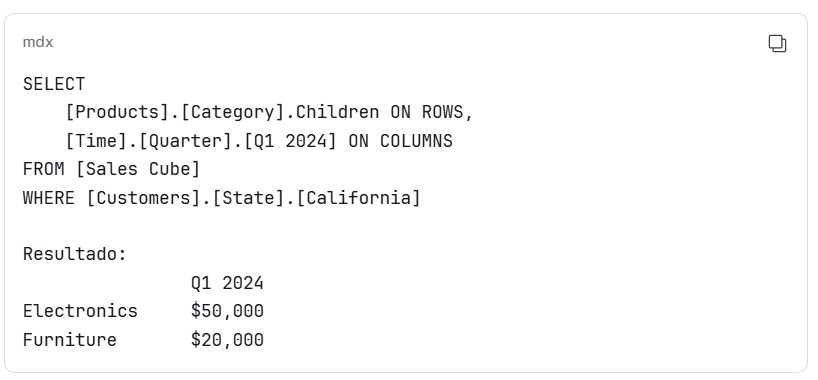 mdx
SELECT
    [Products].[Category].Children ON ROWS,
    [Time].[Quarter].[Q1 2024] ON COLUMNS
FROM [Sales Cube]
WHERE [Customers].[State].[California]

Resultado:
                Q1 2024
Electronics     $50,000
Furniture       $20,000